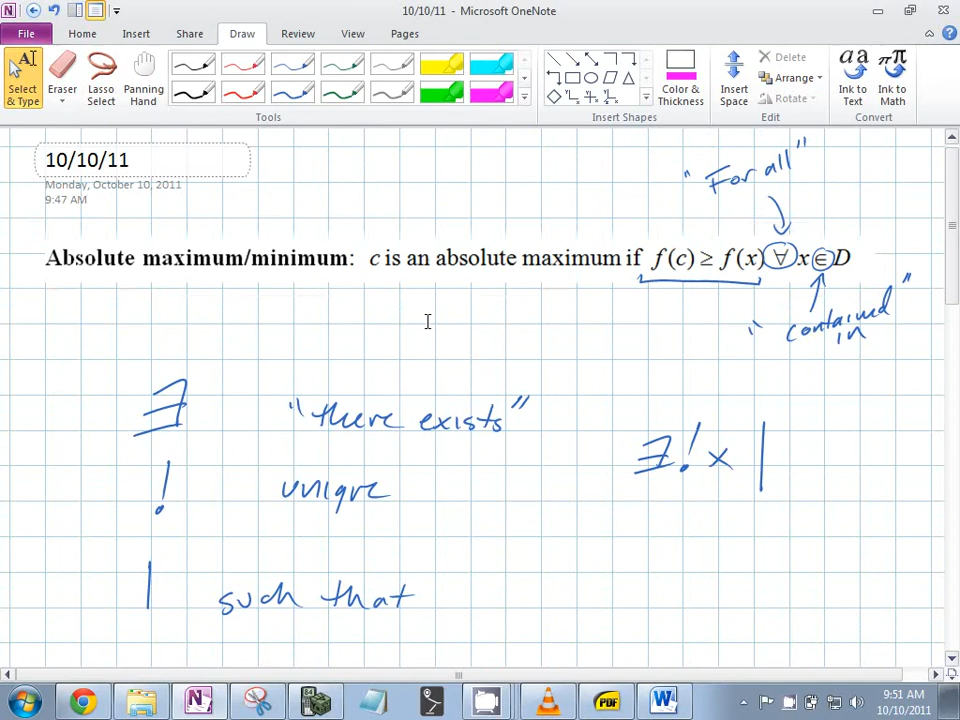 10/10/11 - Microsoft OneNote
File Home Insert Share Draw Review View Pages
Select & Type
Eraser
Lasso Select
Panning Hand
Color & Thickness
Insert Space
Delete
Arrange
Rotate
Ink to Text
Ink to Math
Tools Insert Shapes Edit Convert
10/10/11
Monday, October 10, 2011
9:47 AM
"For all"
Absolute maximum/minimum: c is an absolute maximum if f(c) ≥ f(x) ∀ x ∈ D
"contained in"
∃ "there exists"
∃! x |
! unique
| such that
PDF
9:51 AM
10/10/2011